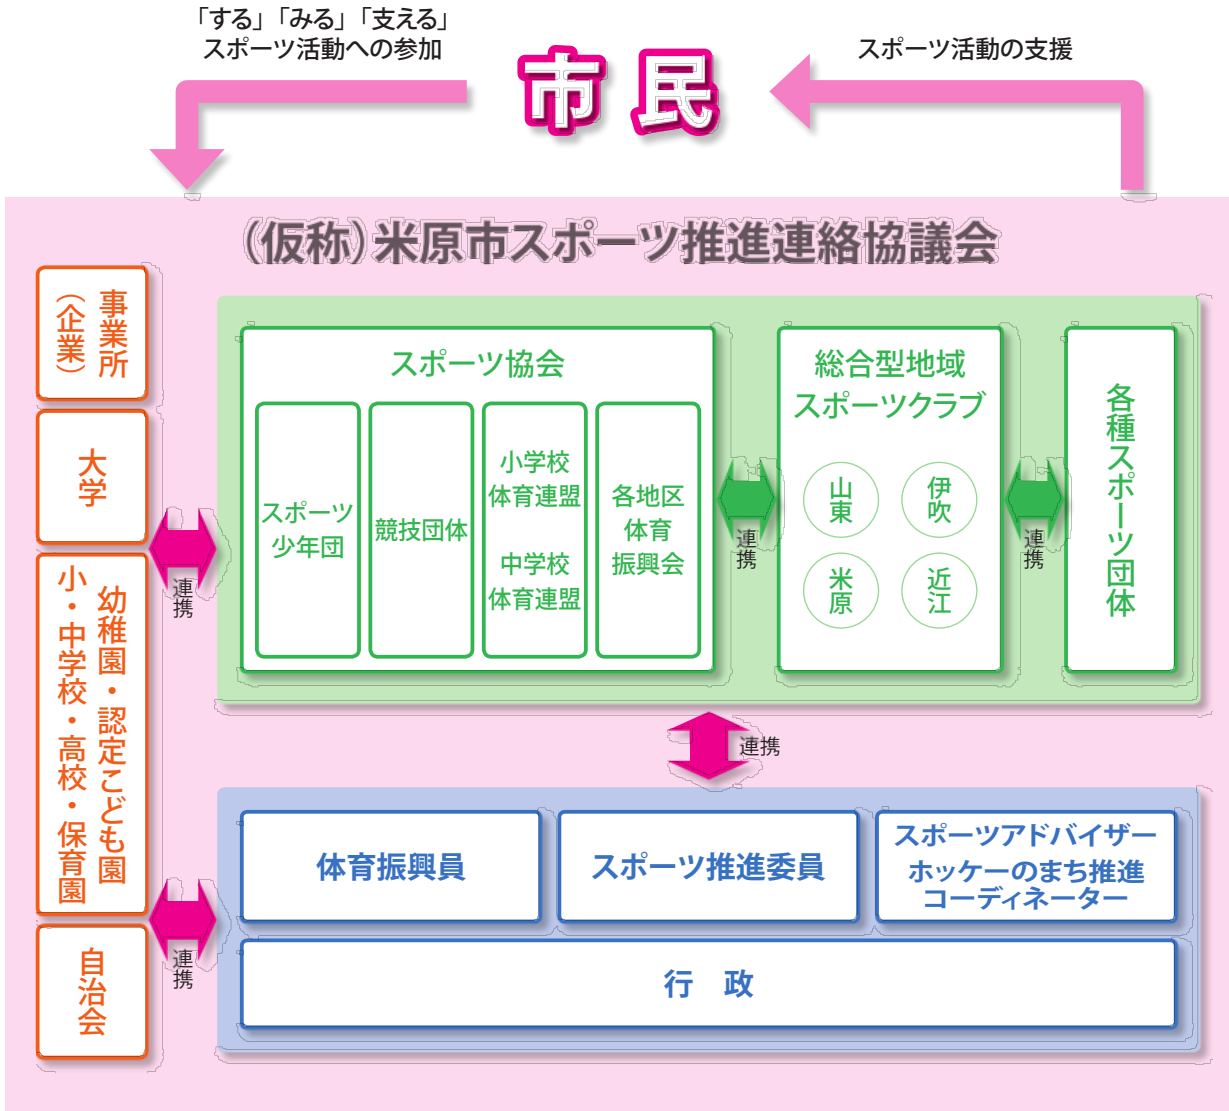 「する」「みる」「支える」
スポーツ活動への参加
市民
スポーツ活動の支援
(仮称)米原市スポーツ推進連絡協議会
事業所
(企業)
大学
幼稚園・認定こども園
小・中学校・高校・保育園
自治会
連携
連携
スポーツ協会
スポーツ
少年団
競技団体
小学校
体育連盟
中学校
体育連盟
各地区
体育
振興会
連携
総合型地域
スポーツクラブ
山東
伊吹
米原
近江
連携
各種スポーツ団体
連携
体育振興員
スポーツ推進委員
スポーツアドバイザー
ホッケーのまち推進
コーディネーター
行 政